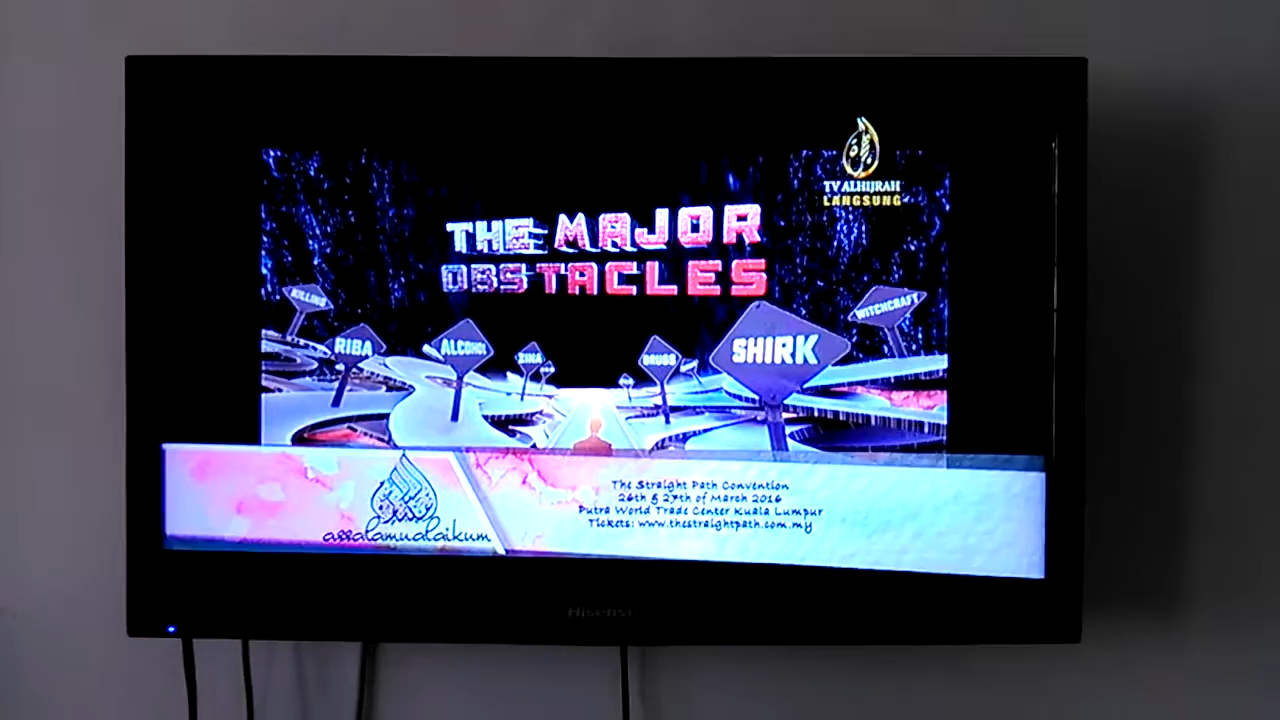 TV ALHIJRAH
LANGSUNG
THE MAJOR
OBSTACLES
KILLING
RIBA
ALCOHOL
ZINA
DRUGS
SHIRK
WITCHCRAFT
assalamualaikum
The Straight Path Convention
26th & 27th of March 2016
Putra World Trade Center Kuala Lumpur
Tickets: www.thestraightpath.com.my
Hisense